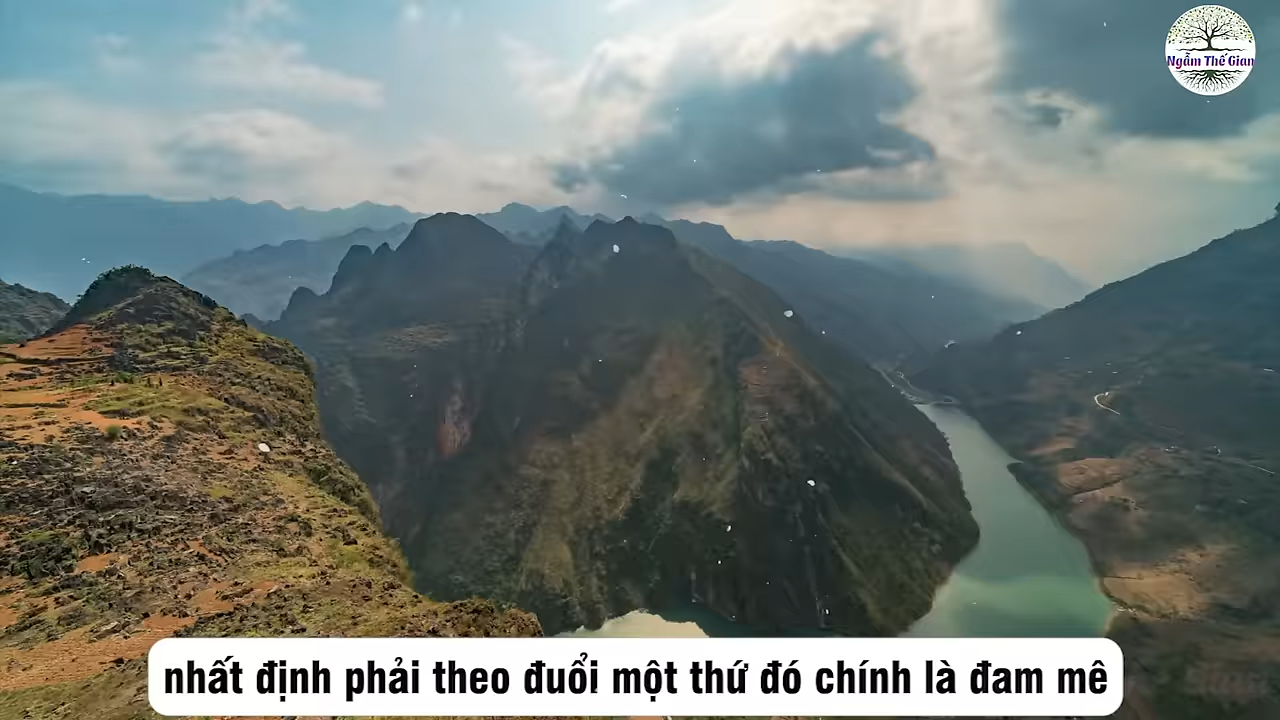 Ngẫm Thế Gian
nhất định phải theo đuổi một thứ đó chính là đam mê